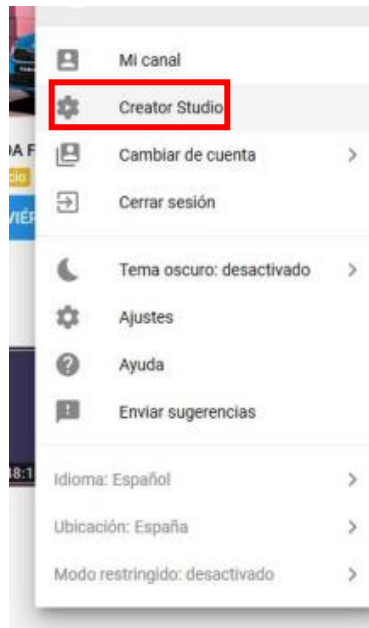 Mi canal
Creator Studio
Cambiar de cuenta
Cerrar sesión
Tema oscuro: desactivado
Ajustes
Ayuda
Enviar sugerencias
Idioma: Español
Ubicación: España
Modo restringido: desactivado